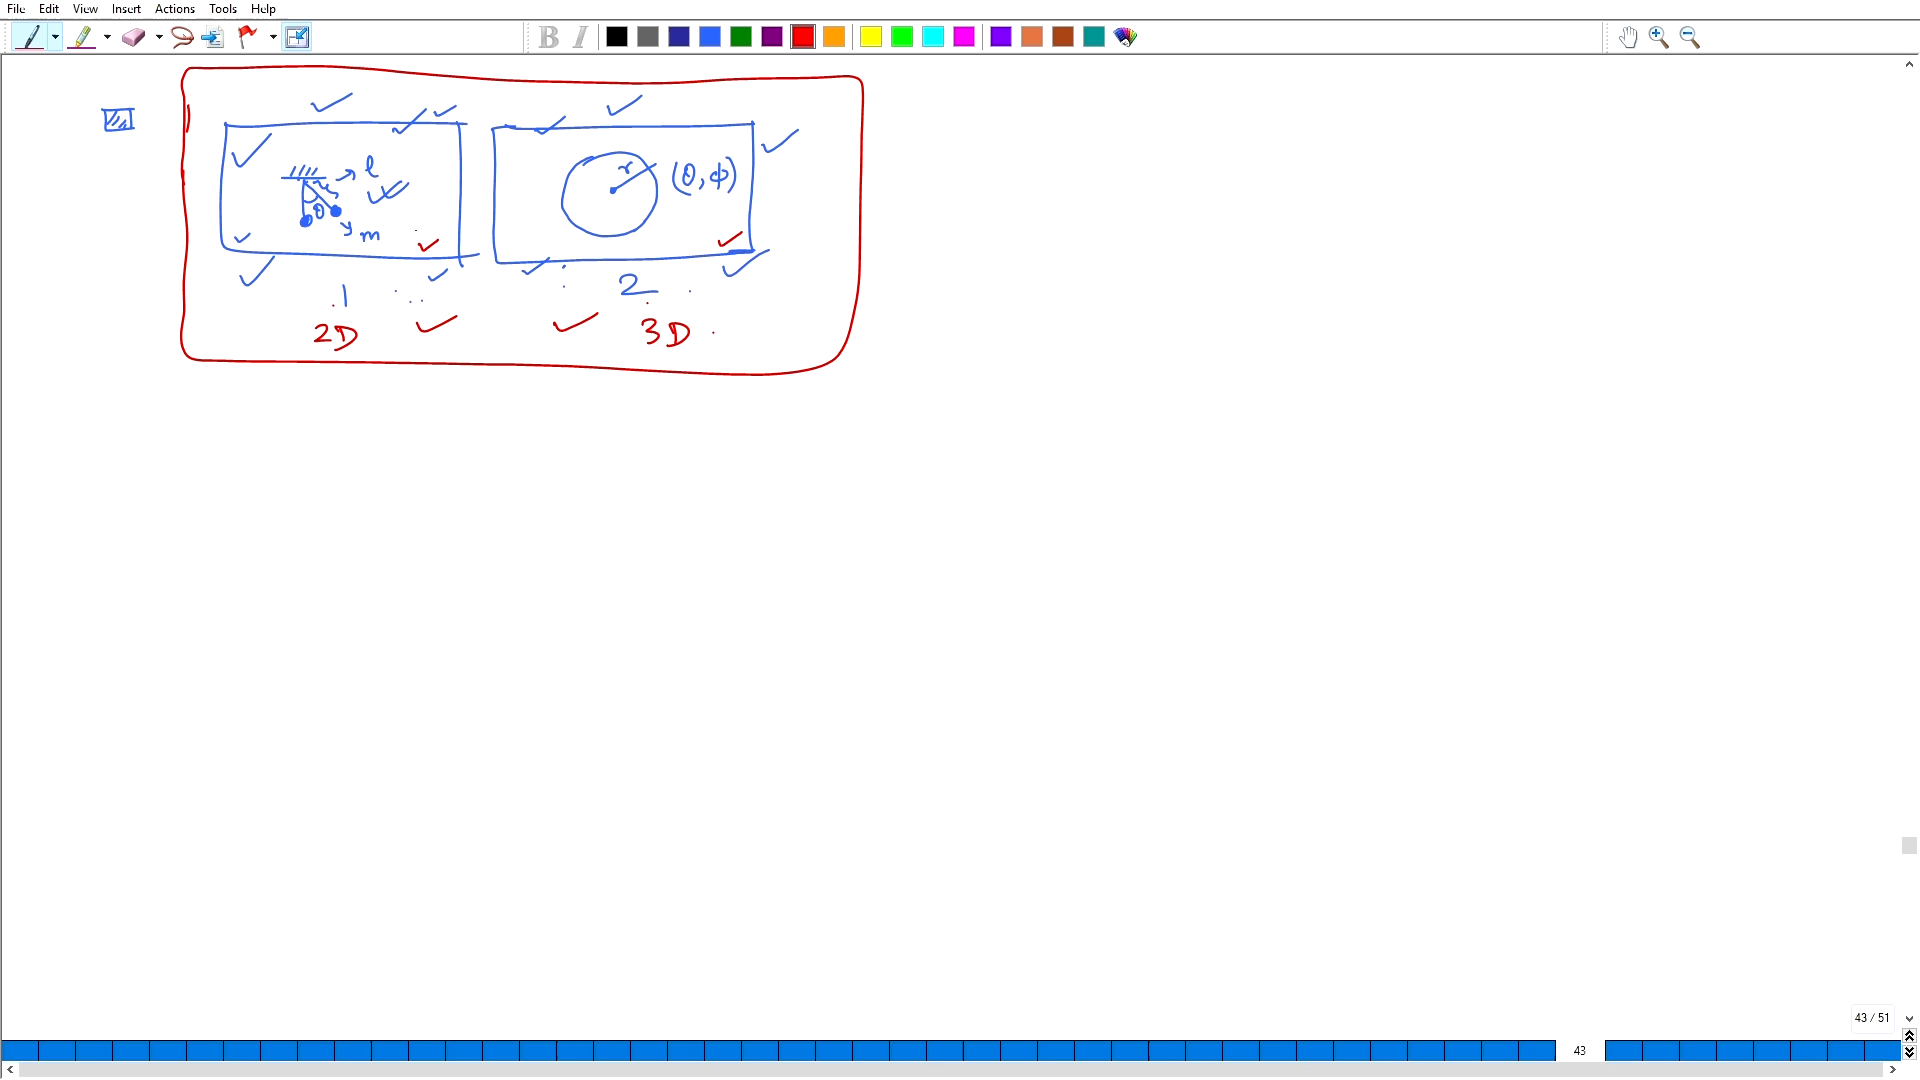 File Edit View Insert Actions Tools Help
B I
l
θ
m
r
(θ, φ)
1
2
2D
3D
43 / 51
43